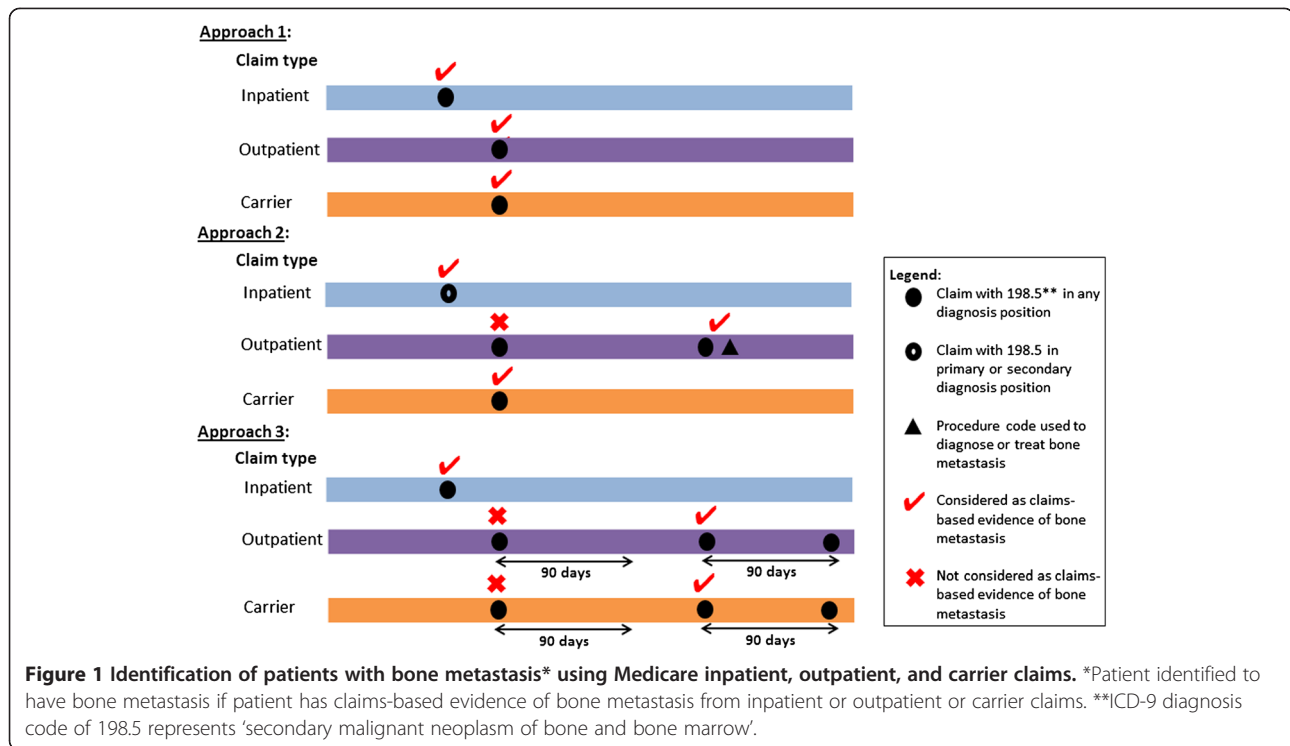 Approach 1:
Claim type
Inpatient
Outpatient
Carrier
Approach 2:
Claim type
Inpatient
Outpatient
Carrier
Approach 3:
Claim type
Inpatient
Outpatient
90 days
90 days
Carrier
90 days
90 days
Legend:
Claim with 198.5** in any
diagnosis position
Claim with 198.5 in
primary or secondary
diagnosis position
Procedure code used to
diagnose or treat bone
metastasis
Considered as claims-
based evidence of bone
metastasis
Not considered as claims-
based evidence of bone
metastasis
Figure 1 Identification of patients with bone metastasis* using Medicare inpatient, outpatient, and carrier claims. *Patient identified to
have bone metastasis if patient has claims-based evidence of bone metastasis from inpatient or outpatient or carrier claims. **ICD-9 diagnosis
code of 198.5 represents ‘secondary malignant neoplasm of bone and bone marrow’.